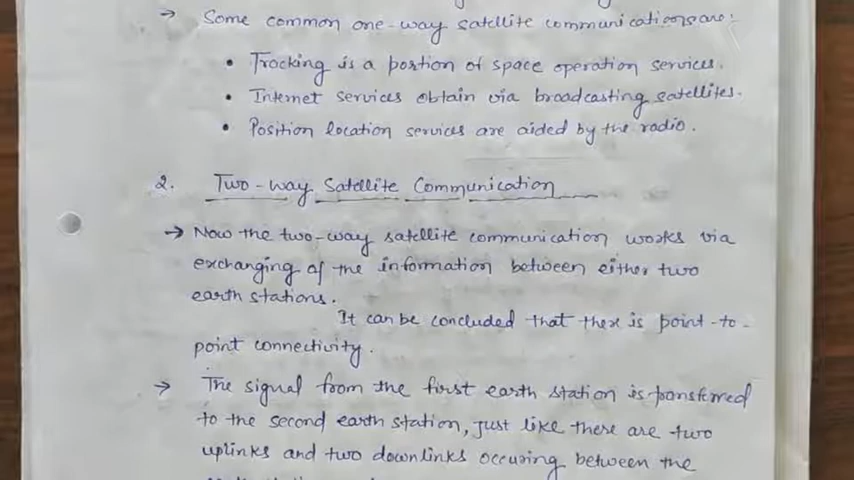 → Some common one-way satellite communications are:
• Tracking is a portion of space operation services.
• Internet services obtain via broadcasting satellites.
• Position location services are aided by the radio.
2. Two-way Satellite Communication
→ Now the two-way satellite communication works via
exchanging of the information between either two
earth stations.
It can be concluded that there is point-to-
point connectivity.
→ The signal from the first earth station is transferred
to the second earth station, just like there are two
uplinks and two downlinks occuring between the